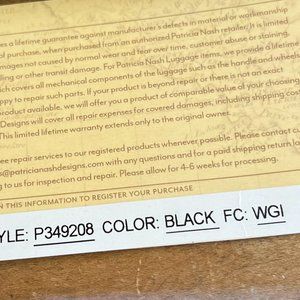 es a lifetime guarantee against manufacturer's defects in material or workmanship
al purchase, when purchased from an authorized Patricia Nash retailer. It is limited
mages not caused by normal wear and tear over time, customer abuse or staining,
lling or other transit damage. For Patricia Nash Luggage items, we provide a lifetime
ich covers all mechanical components of the luggage such as the handle and wheels
ppy to repair such parts. If your product is beyond repair or there is not an exact
product available, we will offer you a product of comparable value of your choosing
Designs will cover all repair expenses for covered damages, including shipping costs
This limited lifetime warranty extends only to the original owner.
ee repair services to our registered products whenever possible. Please contact o
s@patricianashdesigns.com with any questions and for a paid shipping return la
g to us for inspection and repair. Please allow for 4-6 weeks for processing.
N THIS INFORMATION TO REGISTER YOUR PURCHASE
YLE: P349208 COLOR: BLACK FC: WGI